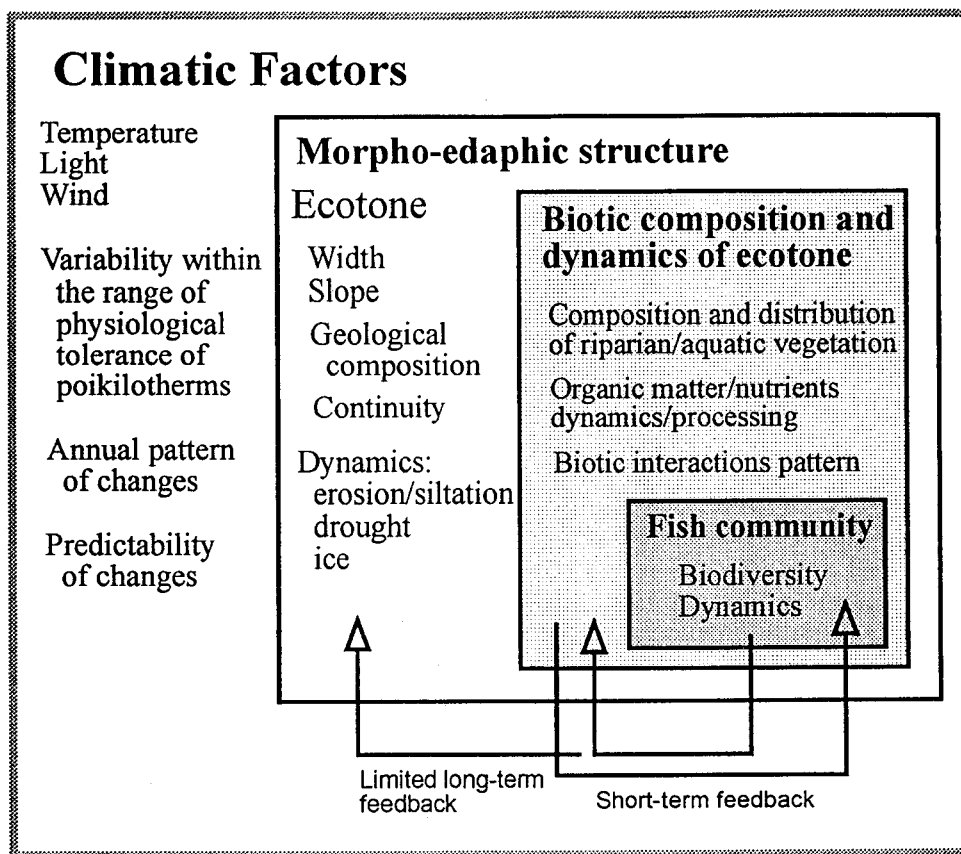 Climatic Factors
Temperature
Light
Wind
Variability within
the range of
physiological
tolerance of
poikilotherms
Annual pattern
of changes
Predictability
of changes
Morpho-edaphic structure
Ecotone
Width
Slope
Geological
composition
Continuity
Dynamics:
erosion/siltation
drought
ice
Biotic composition and
dynamics of ecotone
Composition and distribution
of riparian/aquatic vegetation
Organic matter/nutrients
dynamics/processing
Biotic interactions pattern
Fish community
Biodiversity
Dynamics
Limited long-term
feedback
Short-term feedback